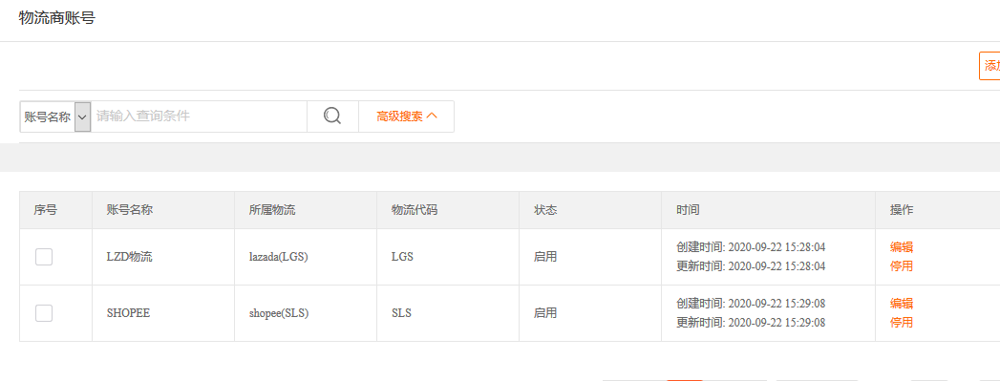 物流商账号
账号名称 请输入查询条件 高级搜索
序号 账号名称 所属物流 物流代码 状态 时间 操作
LZD物流 lazada(LGS) LGS 启用 创建时间: 2020-09-22 15:28:04 编辑
更新时间: 2020-09-22 15:28:04 停用
SHOPEE shopee(SLS) SLS 启用 创建时间: 2020-09-22 15:29:08 编辑
更新时间: 2020-09-22 15:29:08 停用